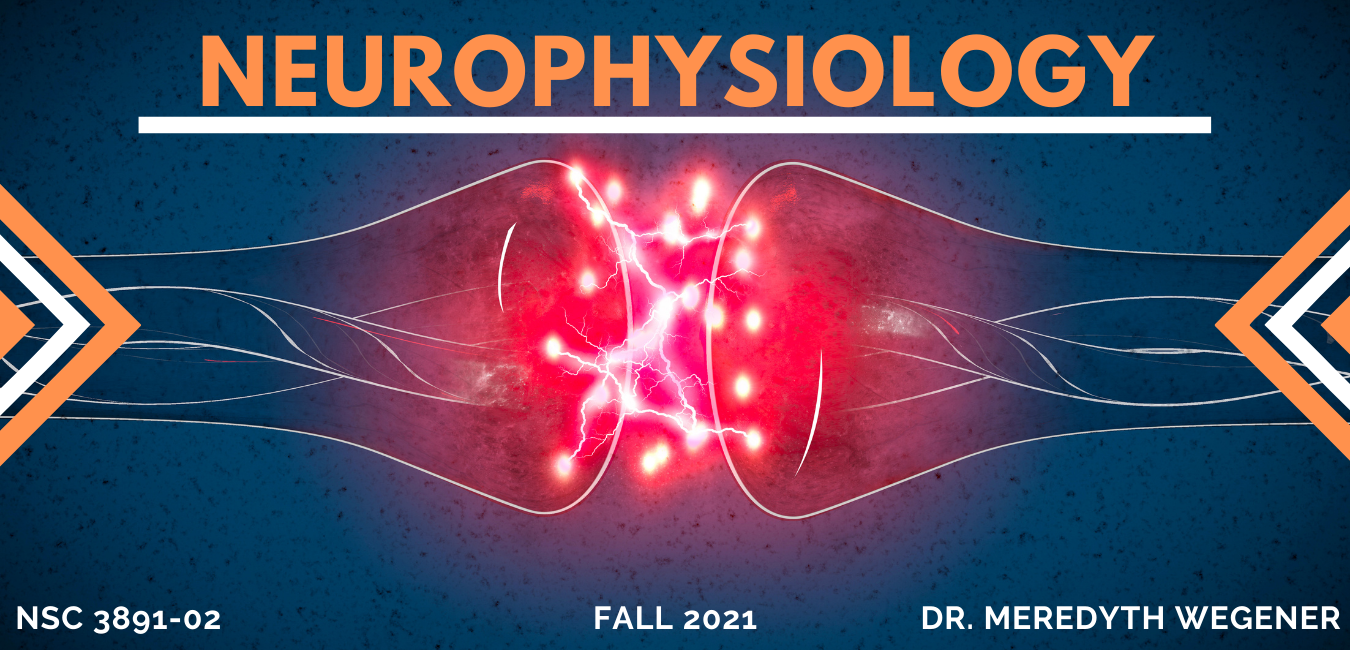 NEUROPHYSIOLOGY
NSC 3891-02
FALL 2021
DR. MEREDYTH WEGENER